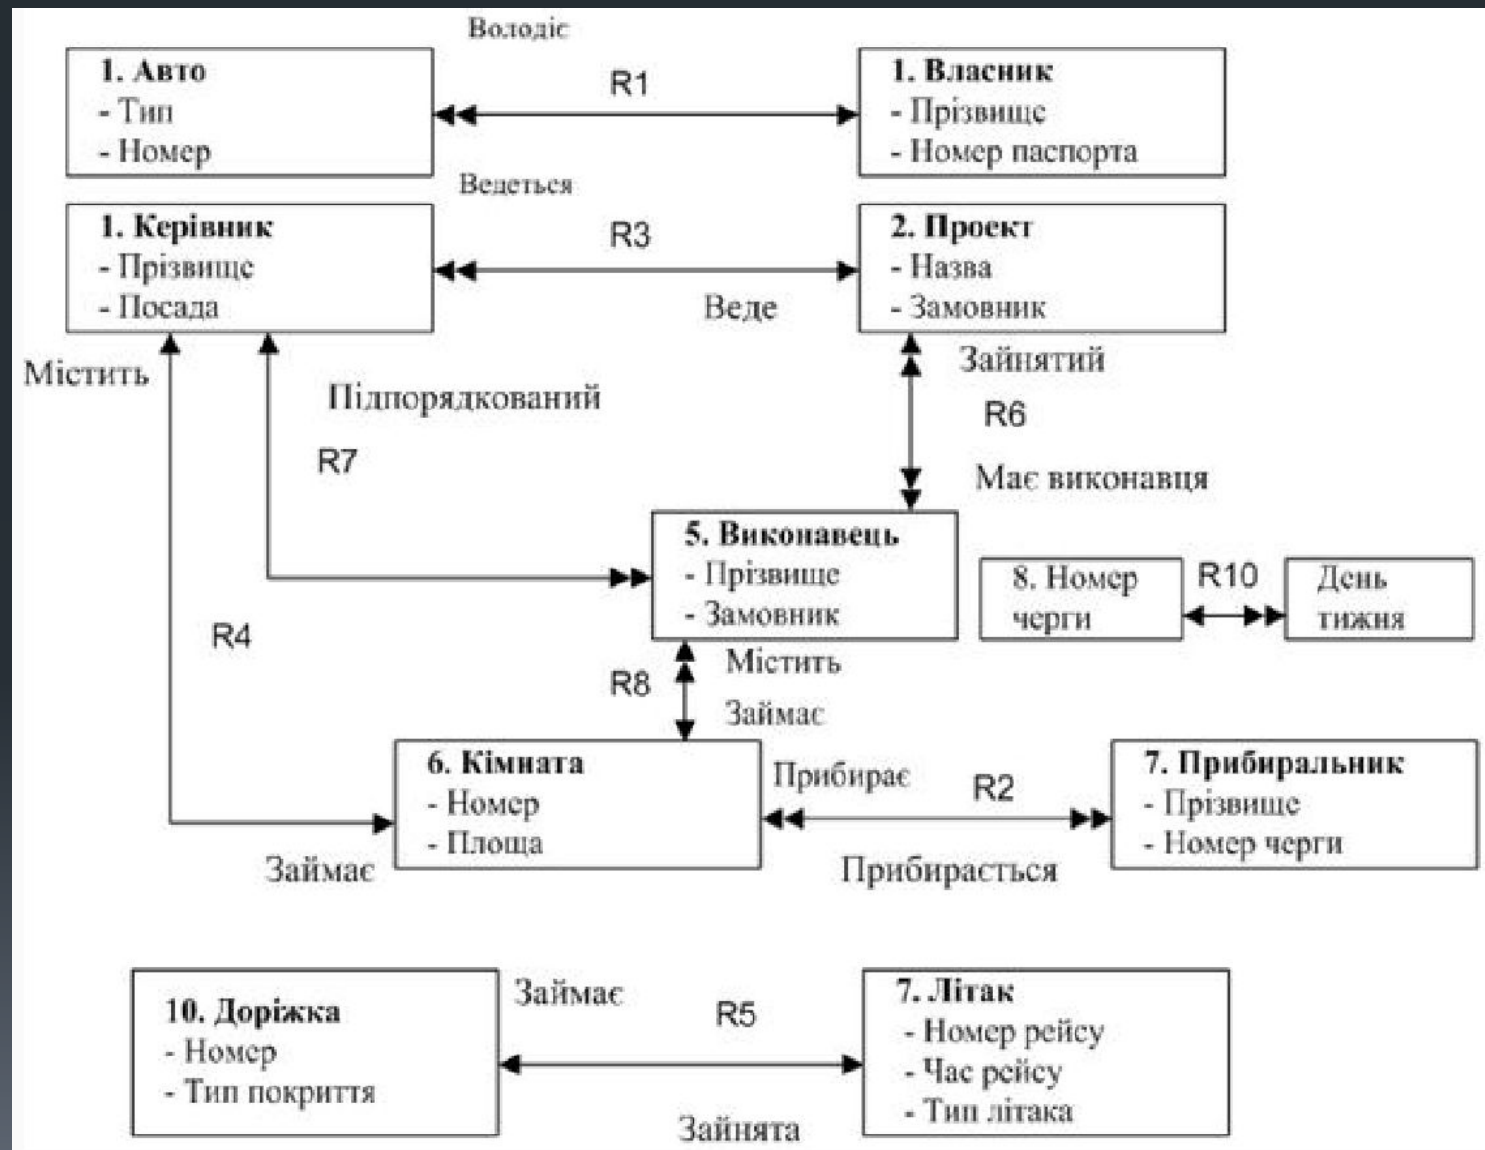 Володіє
1. Авто
- Тип
- Номер
R1
1. Власник
- Прізвище
- Номер паспорта
Ведеться
1. Керівник
- Прізвище
- Посада
R3
Веде
2. Проект
- Назва
- Замовник
Містить
Підпорядкований
R7
Зайнятий
R6
Має виконавця
5. Виконавець
- Прізвище
- Замовник
8. Номер
черги
R10
День
тижня
R4
R8
Містить
Займає
6. Кімната
- Номер
- Площа
Займає
Прибирає
R2
Прибирається
7. Прибиральник
- Прізвище
- Номер черги
10. Доріжка
- Номер
- Тип покриття
Займає
R5
Зайнята
7. Літак
- Номер рейсу
- Час рейсу
- Тип літака